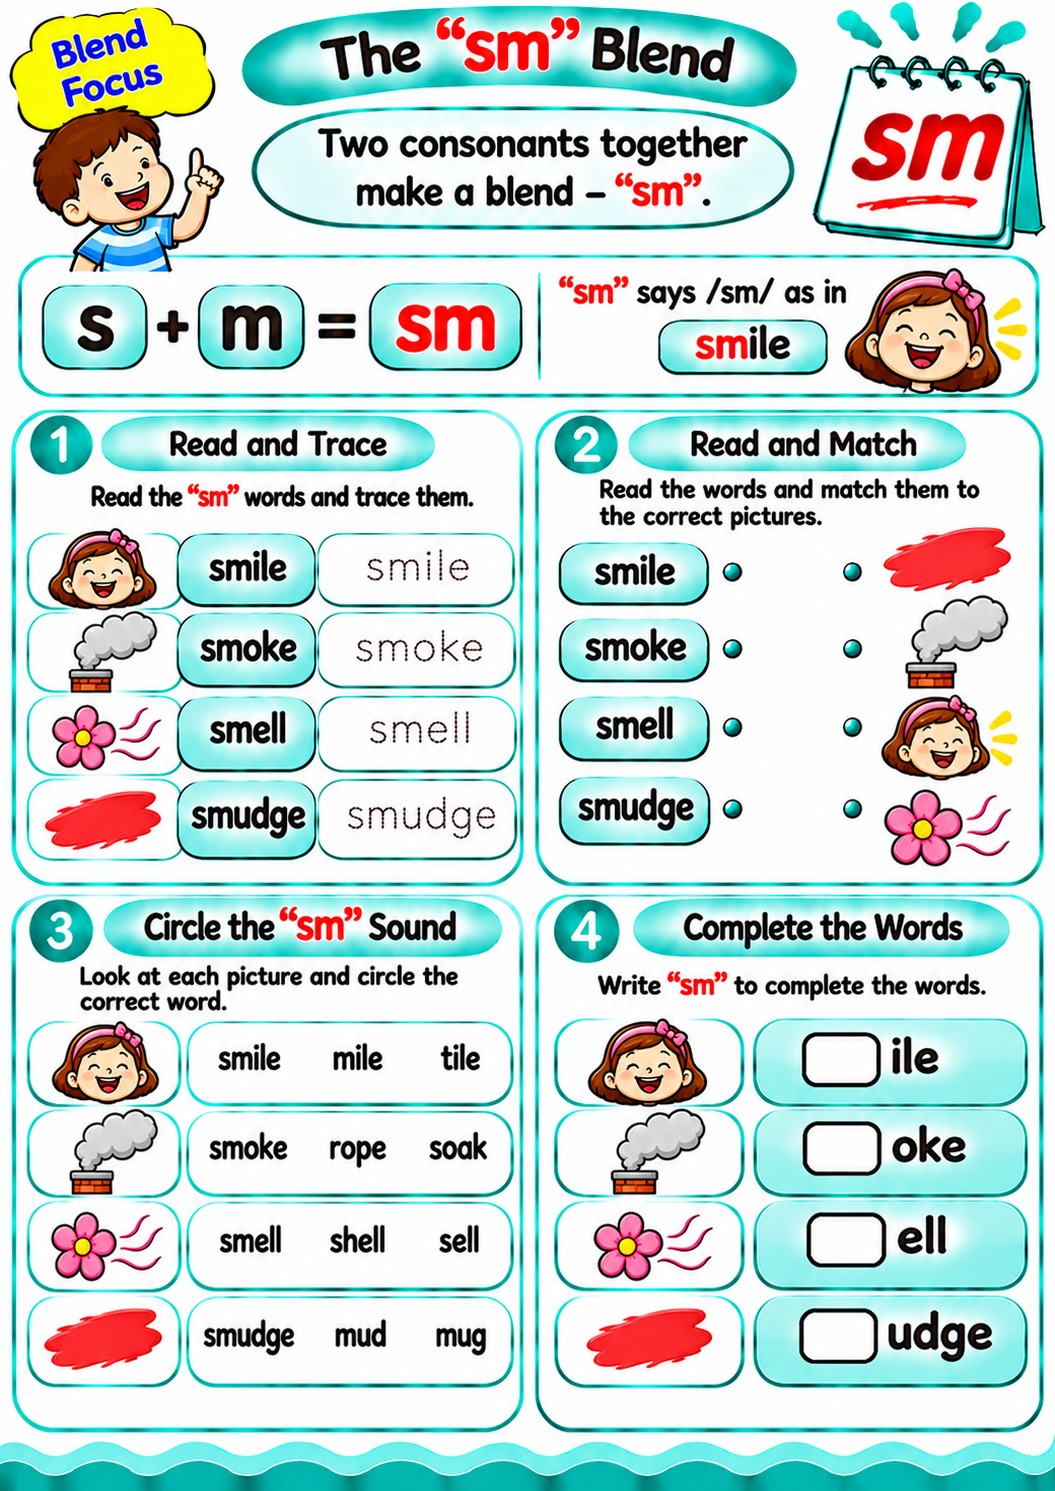 Blend
Focus
The “sm” Blend
Two consonants together
make a blend – “sm”.
sm
s + m = sm
“sm” says /sm/ as in
smile
1 Read and Trace
Read the “sm” words and trace them.
smile smile
smoke smoke
smell smell
smudge smudge
2 Read and Match
Read the words and match them to
the correct pictures.
smile
smoke
smell
smudge
3 Circle the “sm” Sound
Look at each picture and circle the
correct word.
smile mile tile
smoke rope soak
smell shell sell
smudge mud mug
4 Complete the Words
Write “sm” to complete the words.
ile
oke
ell
udge